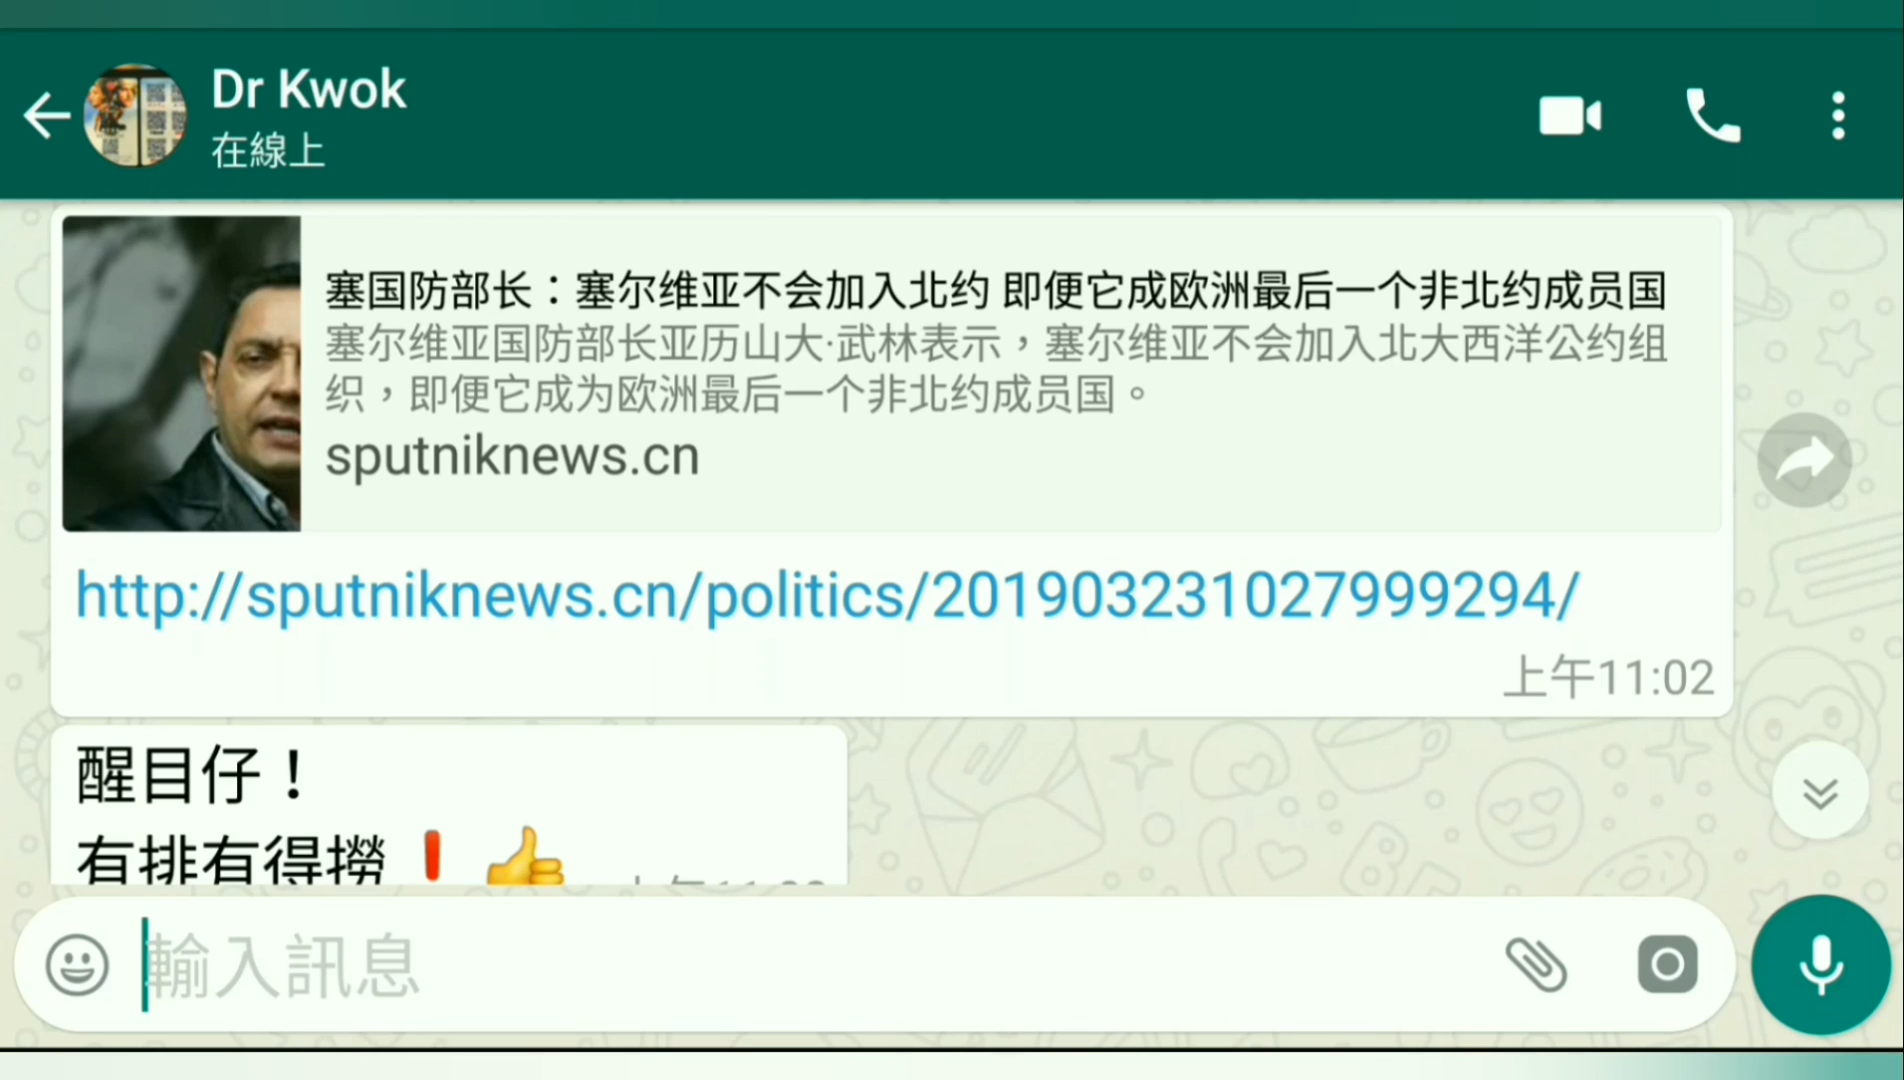 Dr Kwok
在線上
塞国防部长：塞尔维亚不会加入北约 即便它成欧洲最后一个非北约成员国
塞尔维亚国防部长亚历山大·武林表示，塞尔维亚不会加入北大西洋公约组
织，即便它成为欧洲最后一个非北约成员国。
sputniknews.cn
http://sputniknews.cn/politics/201903231027999294/
上午11:02
醒目仔！
有排有得撈❗👍
輸入訊息